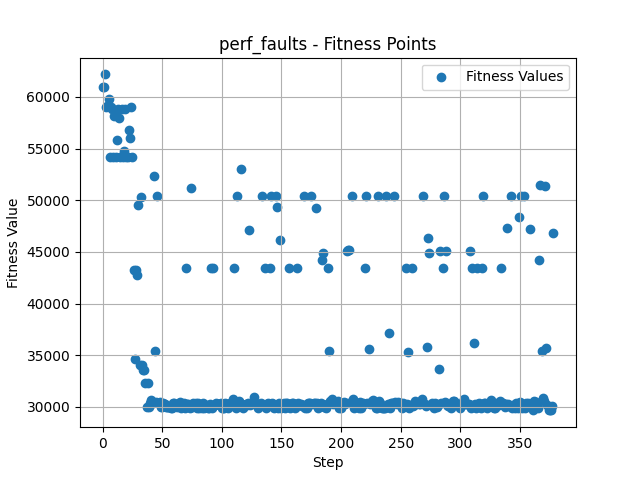 perf_faults - Fitness Points
Fitness Values
60000
55000
50000
45000
40000
35000
30000
Fitness Value
0 50 100 150 200 250 300 350
Step